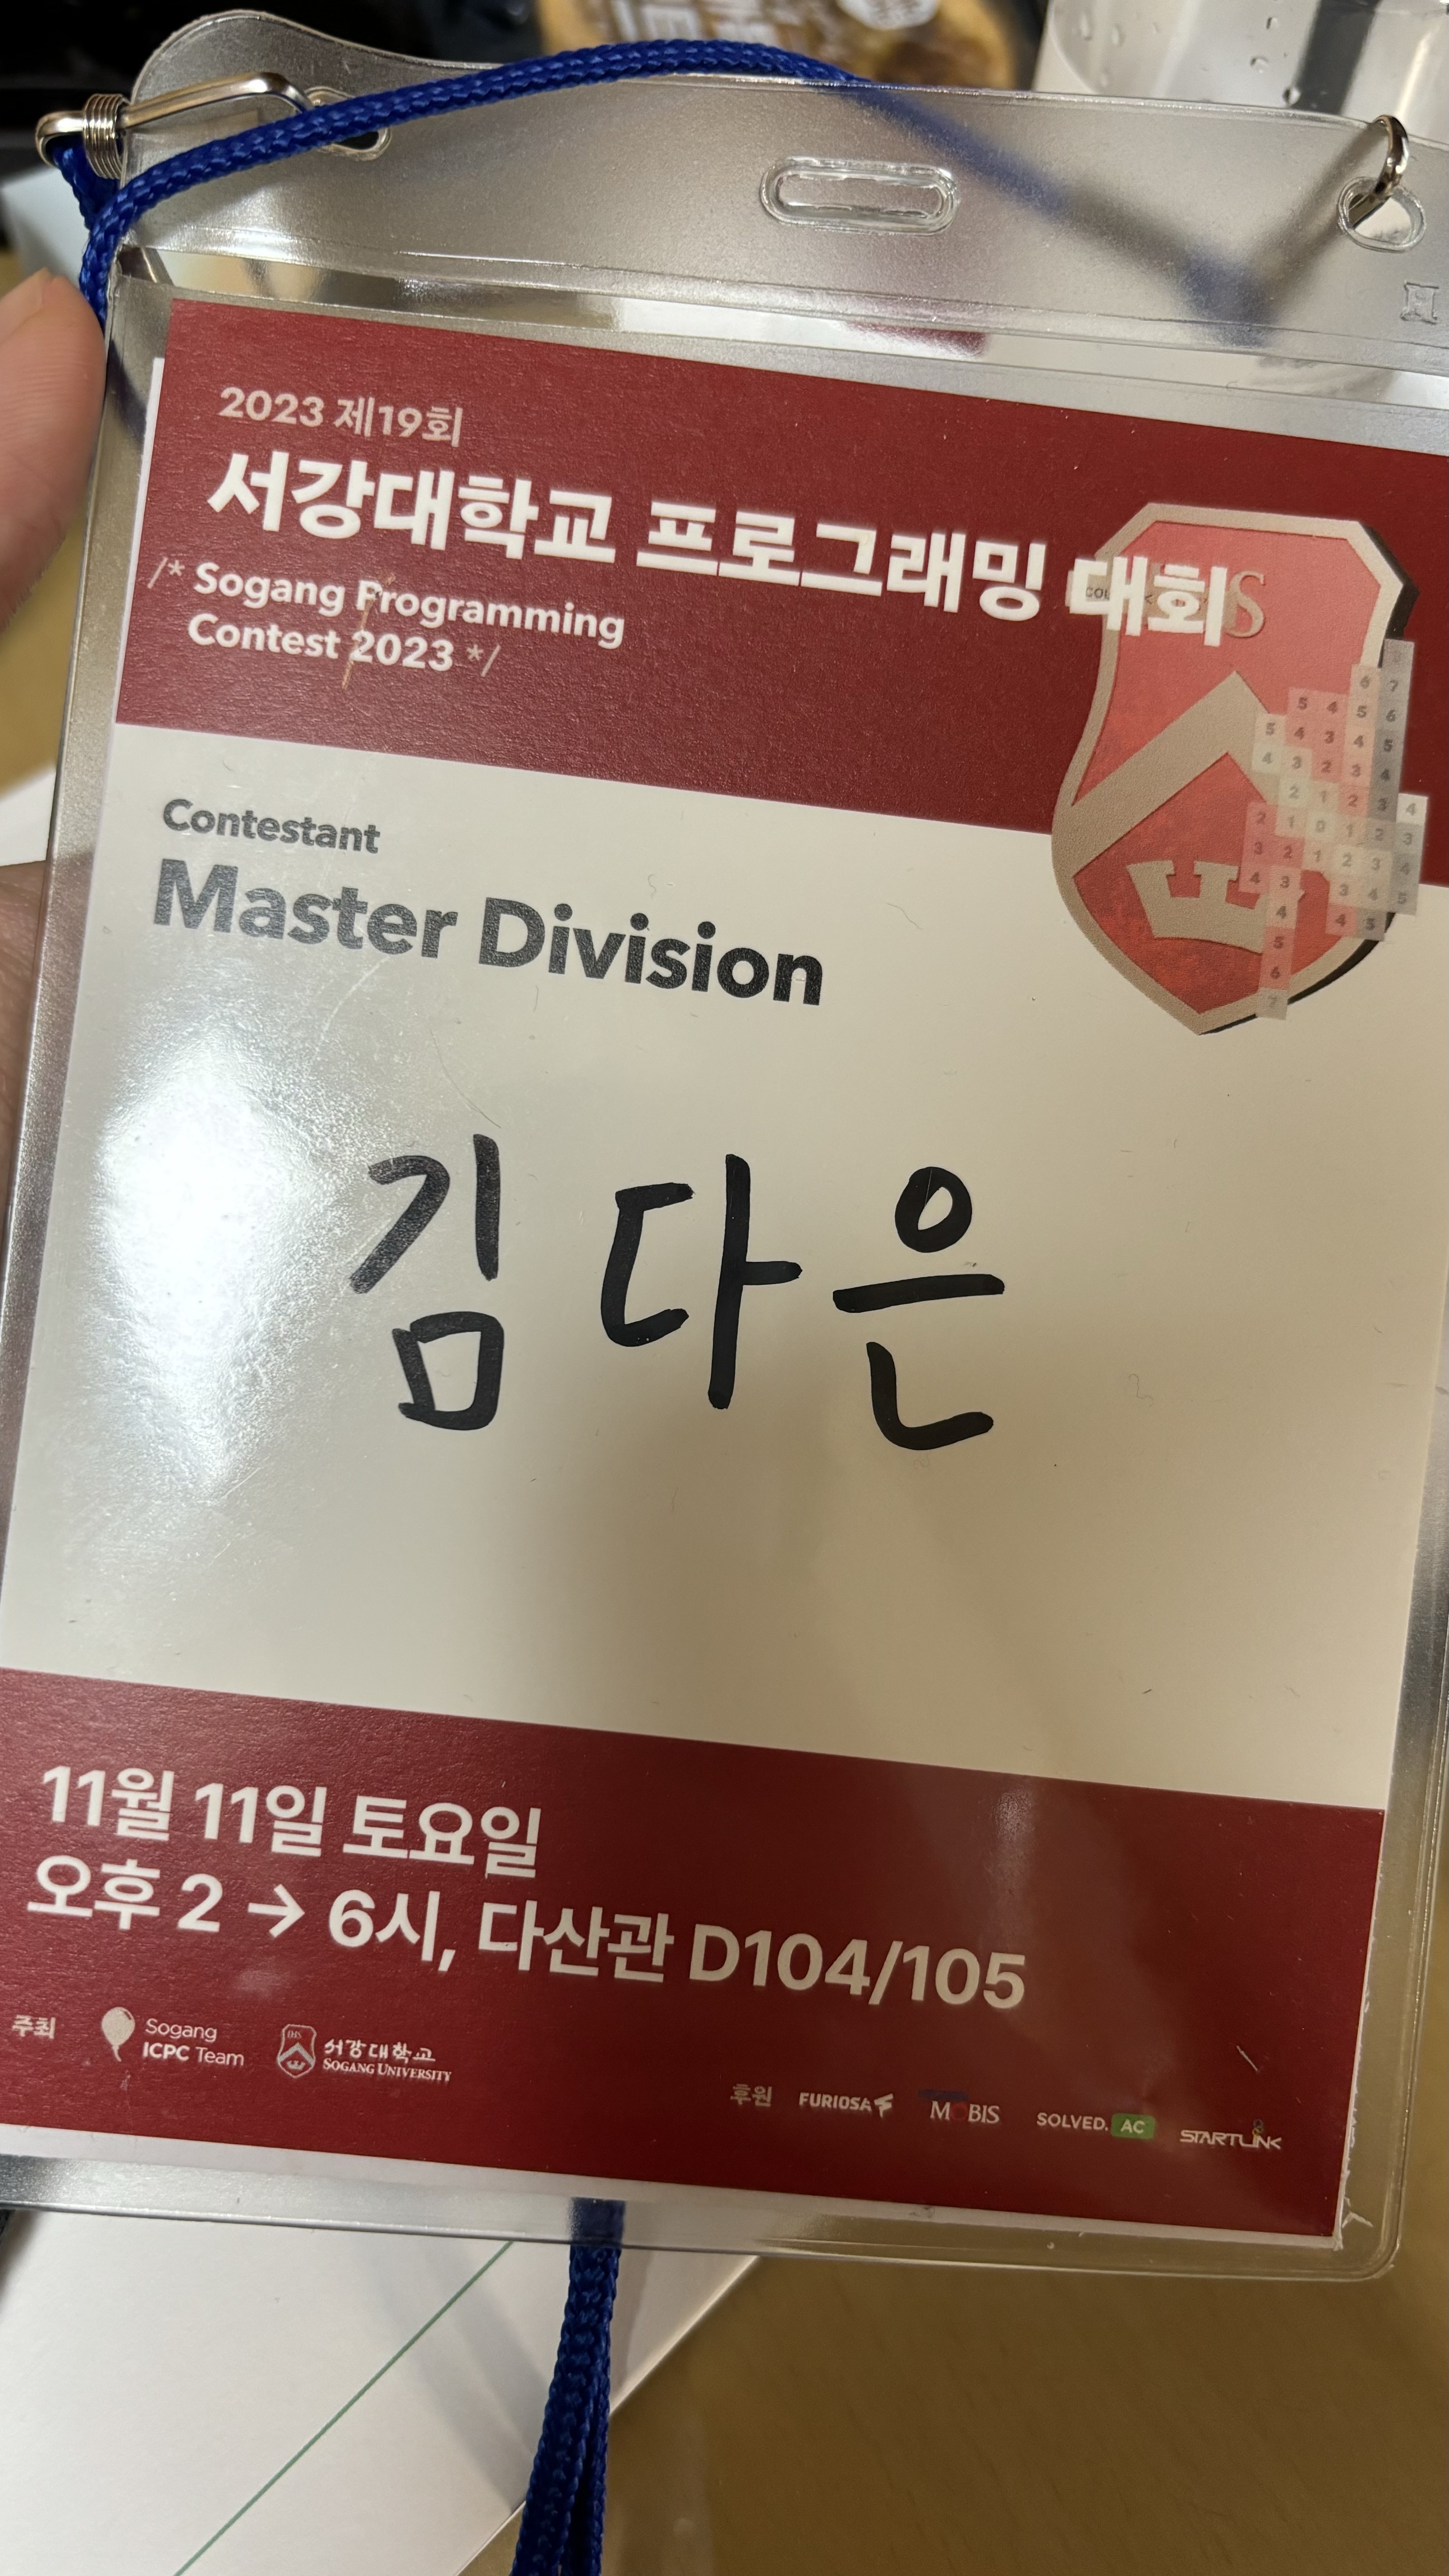 2023 제19회
서강대학교 프로그래밍 대회
/* Sogang Programming
Contest 2023 */
Contestant
Master Division
김다은
11월 11일 토요일
오후 2 → 6시, 다산관 D104/105
주최 Sogang ICPC Team 서강대학교 SOGANG UNIVERSITY
후원 FURIOSA MOBIS SOLVED.AC STARTLINK